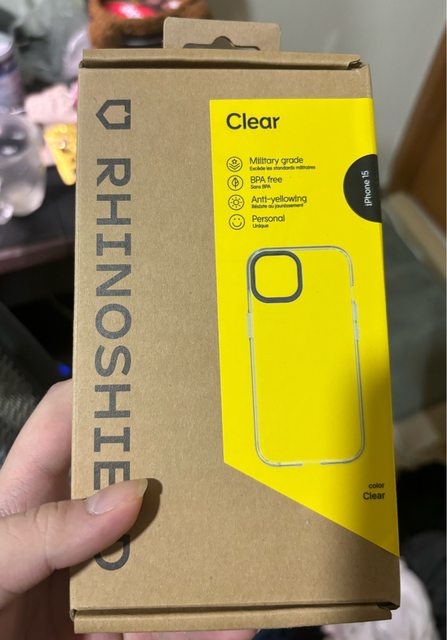 RHINOSHIELD
Clear
Military grade
Excède les standards militaires
BPA free
Sans BPA
Anti-yellowing
Résiste au jaunissement
Personal
Unique
iPhone 15
color
Clear